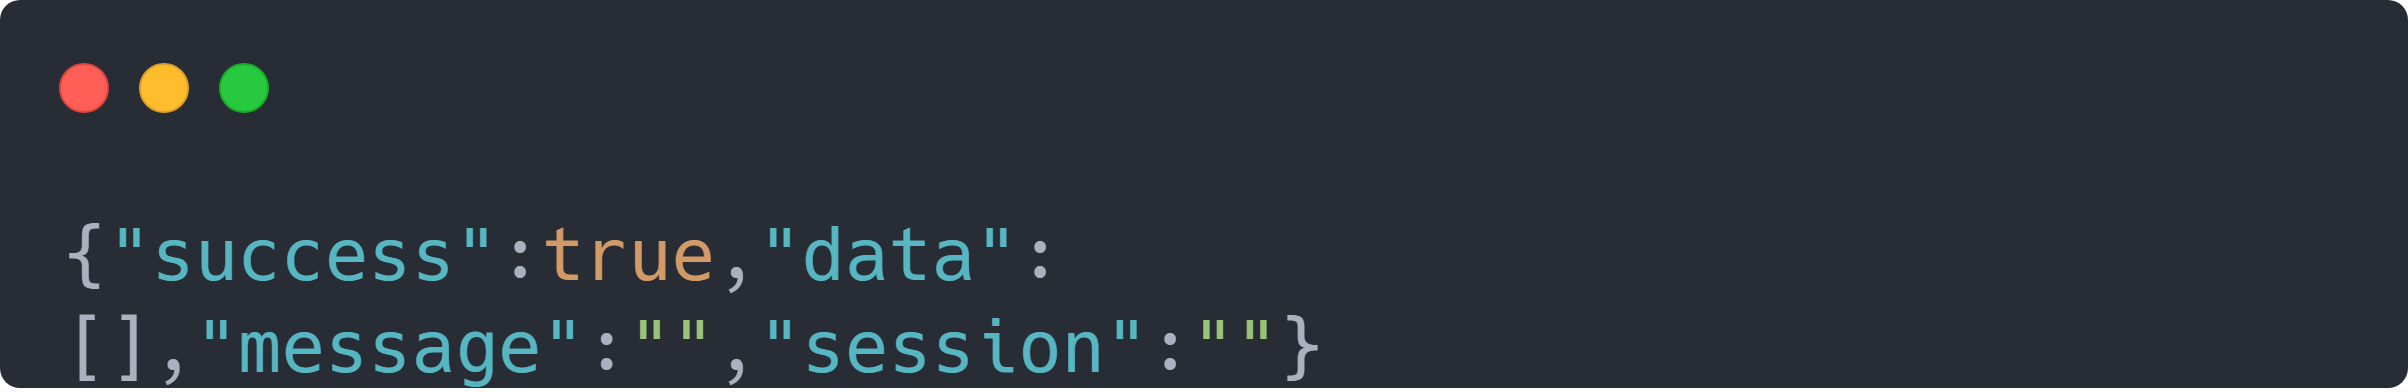 {"success":true,"data":
[],"message":"","session":""}